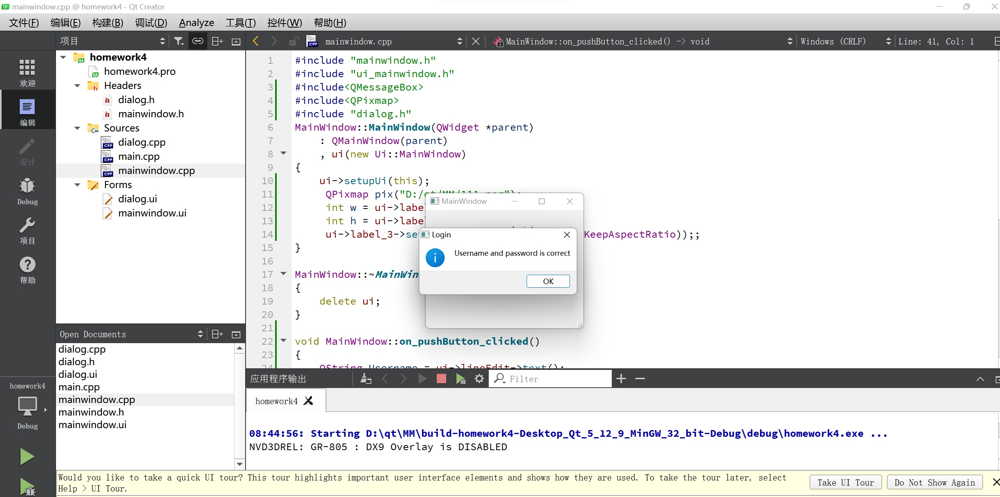 mainwindow.cpp @ homework4 - Qt Creator
文件(F) 编辑(E) 构建(B) 调试(D) Analyze 工具(T) 控件(W) 帮助(H)
项目
mainwindow.cpp
MainWindow::on_pushButton_clicked() -> void
Windows (CRLF)
Line: 41, Col: 1
欢迎
编辑
设计
Debug
项目
帮助
homework4
Debug
homework4
homework4.pro
Headers
dialog.h
mainwindow.h
Sources
dialog.cpp
main.cpp
mainwindow.cpp
Forms
dialog.ui
mainwindow.ui
Open Documents
dialog.cpp
dialog.h
dialog.ui
main.cpp
mainwindow.cpp
mainwindow.h
mainwindow.ui
1 #include "mainwindow.h"
2 #include "ui_mainwindow.h"
3 #include<QMessageBox>
4 #include<QPixmap>
5 #include "dialog.h"
6 MainWindow::MainWindow(QWidget *parent)
7 : QMainWindow(parent)
8 , ui(new Ui::MainWindow)
9 {
10 ui->setupUi(this);
11 QPixmap pix("D:/qt/MM/111.png");
12 int w = ui->labe
13 int h = ui->labe
14 ui->label_3->se KeepAspectRatio));;
15 }
16
17 MainWindow::~MainWin
18 {
19 delete ui;
20 }
21
22 void MainWindow::on_pushButton_clicked()
23 {
24 QString Username = ui->lineEdit->text();
MainWindow
Login
Username and password is correct
OK
应用程序输出
Filter
homework4
08:44:56: Starting D:\qt\MM\build-homework4-Desktop_Qt_5_12_9_MinGW_32_bit-Debug\debug\homework4.exe ...
NVD3DREL: GR-805 : DX9 Overlay is DISABLED
Would you like to take a quick UI tour? This tour highlights important user interface elements and shows how they are used. To take the tour later, select
Help > UI Tour.
Take UI Tour
Do Not Show Again